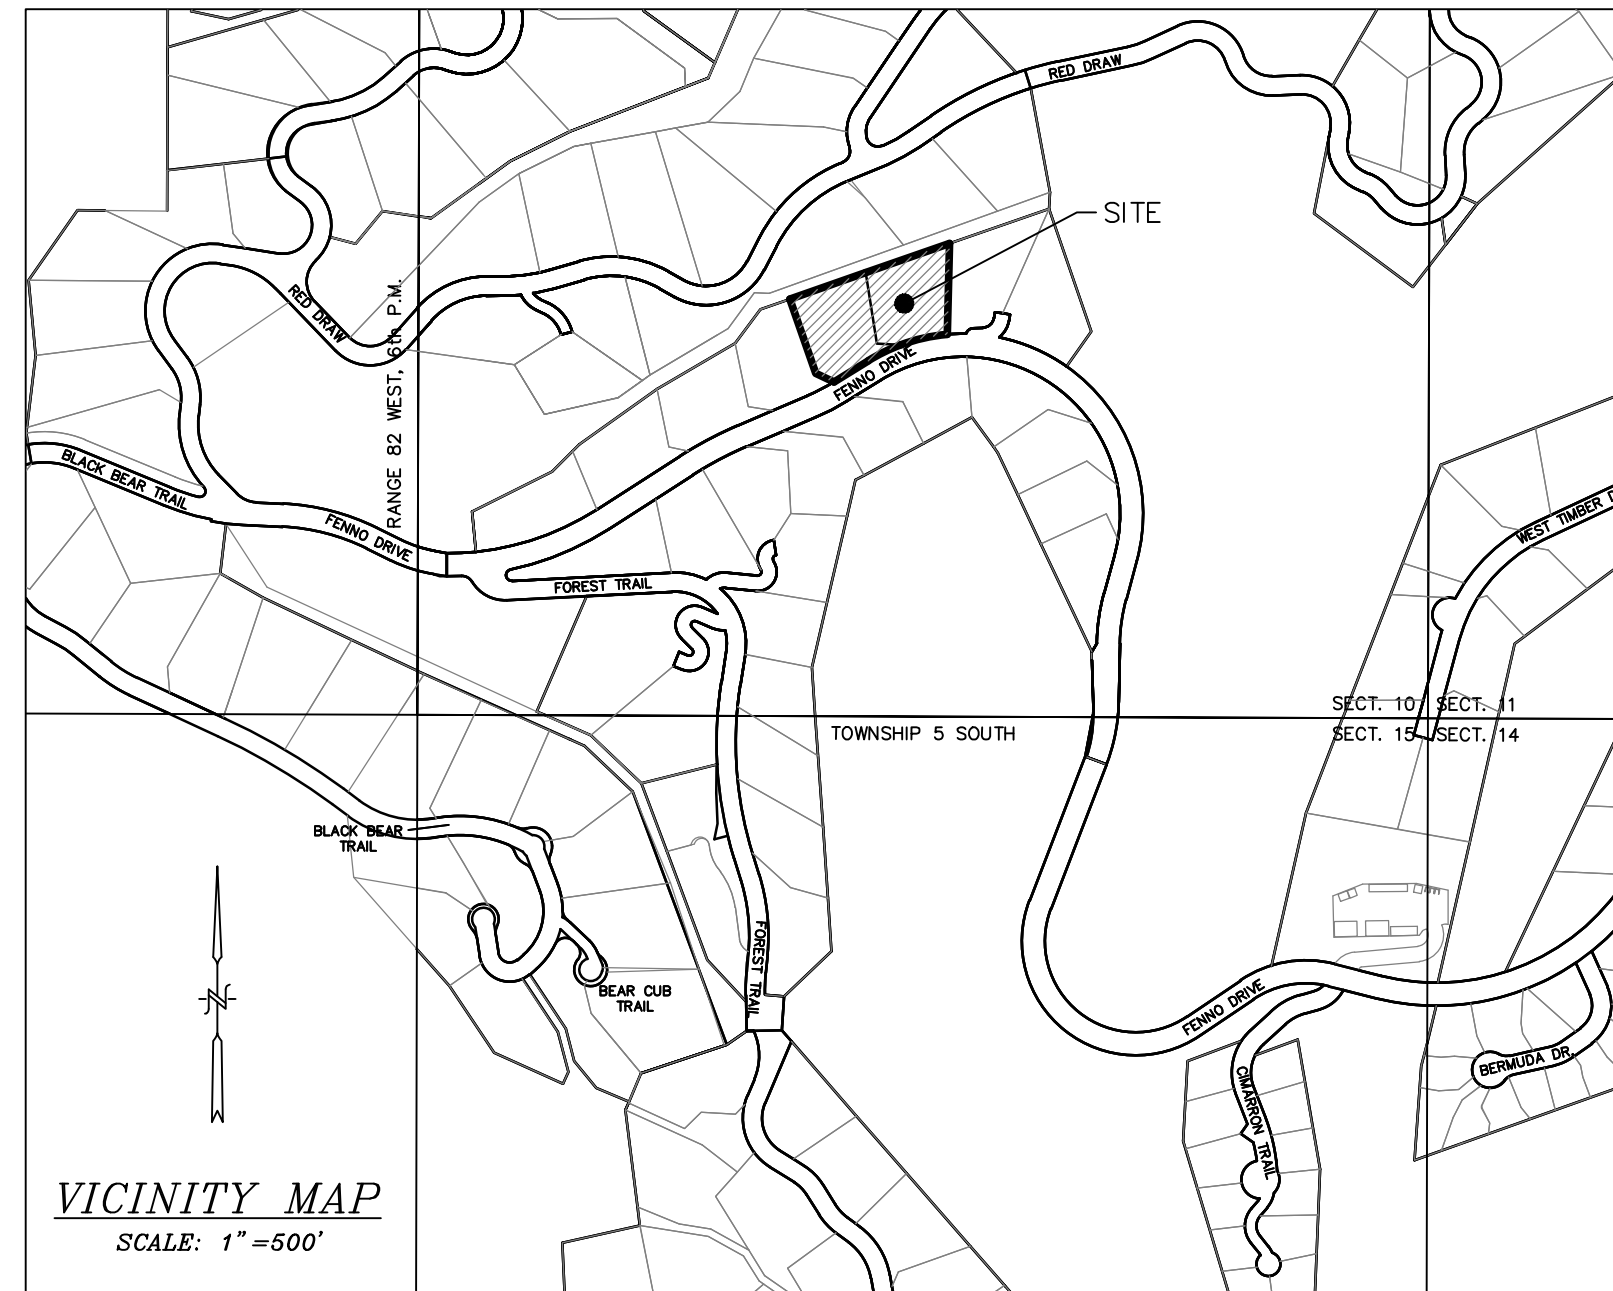 RED DRAW
SITE
RED DRAW
RANGE 82 WEST, 6th P.M.
FENNO DRIVE
BLACK BEAR TRAIL
FENNO DRIVE
WEST TIMBER
FOREST TRAIL
SECT. 10
SECT. 11
TOWNSHIP 5 SOUTH
SECT. 15
SECT. 14
BLACK BEAR
TRAIL
FOREST TRAIL
BEAR CUB
TRAIL
FENNO DRIVE
BERMUDA DR.
CIMARRON TRAIL
N
VICINITY MAP
SCALE: 1"=500'